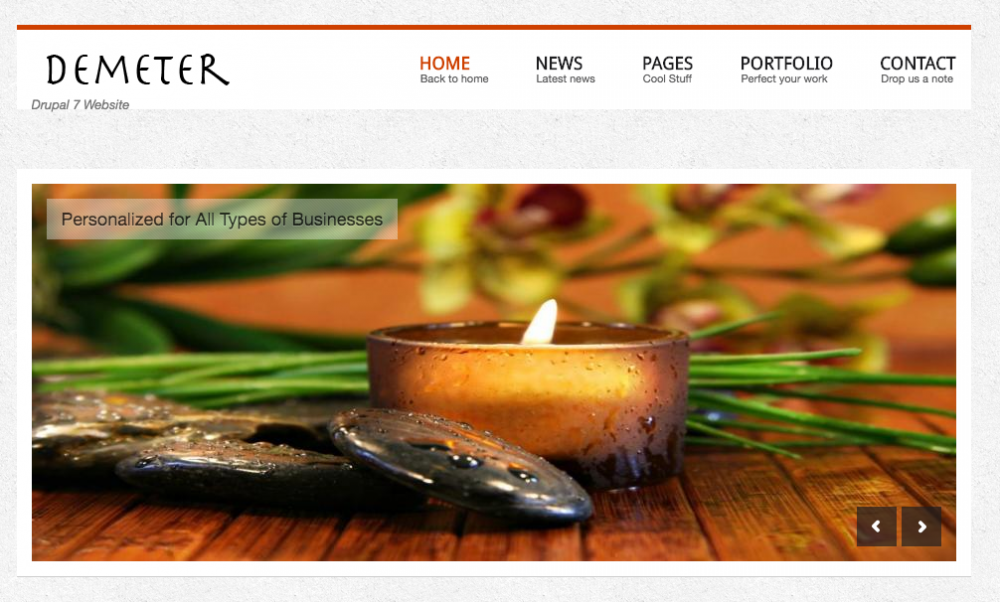 DEMETER
Drupal 7 Website
HOME
Back to home
NEWS
Latest news
PAGES
Cool Stuff
PORTFOLIO
Perfect your work
CONTACT
Drop us a note
Personalized for All Types of Businesses